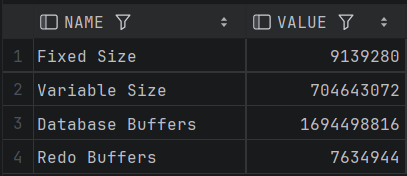 NAME VALUE
1 Fixed Size 9139280
2 Variable Size 704643072
3 Database Buffers 1694498816
4 Redo Buffers 7634944